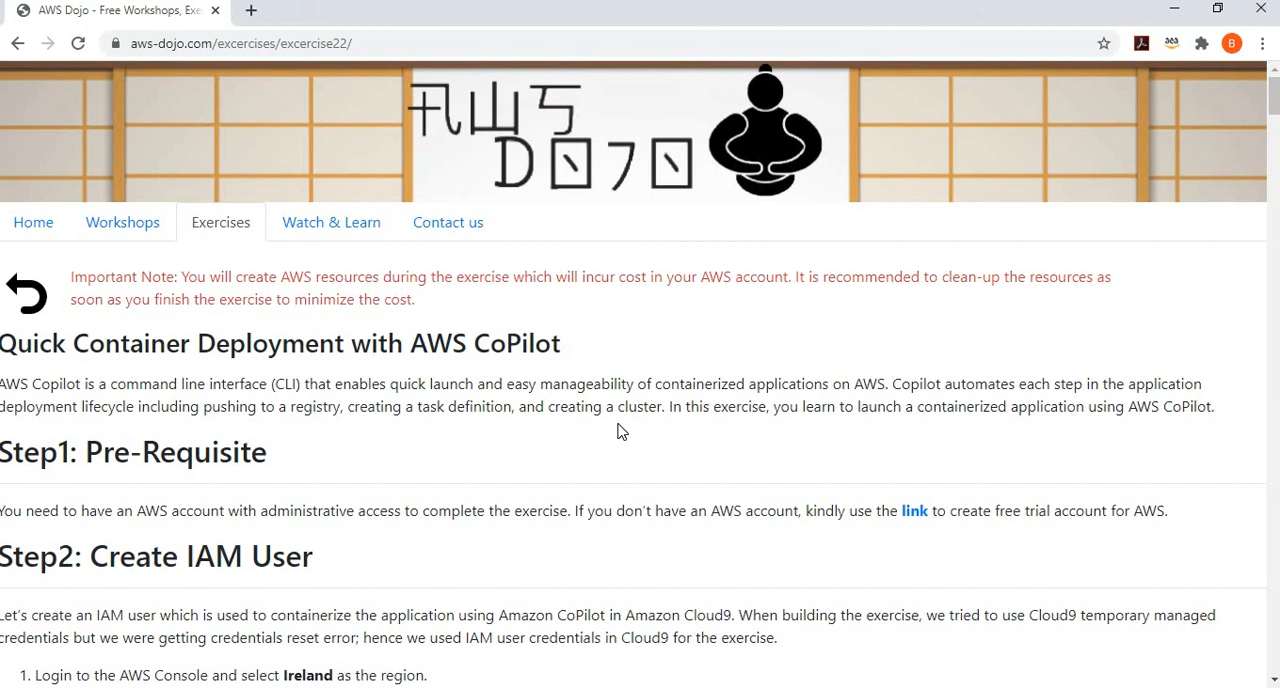 AWS Dojo - Free Workshops, Exe
aws-dojo.com/excercises/excercise22/
B
AWS
DOJO
Home Workshops Exercises Watch & Learn Contact us
Important Note: You will create AWS resources during the exercise which will incur cost in your AWS account. It is recommended to clean-up the resources as
soon as you finish the exercise to minimize the cost.
Quick Container Deployment with AWS CoPilot
AWS Copilot is a command line interface (CLI) that enables quick launch and easy manageability of containerized applications on AWS. Copilot automates each step in the application
deployment lifecycle including pushing to a registry, creating a task definition, and creating a cluster. In this exercise, you learn to launch a containerized application using AWS CoPilot.
Step1: Pre-Requisite
You need to have an AWS account with administrative access to complete the exercise. If you don't have an AWS account, kindly use the link to create free trial account for AWS.
Step2: Create IAM User
Let's create an IAM user which is used to containerize the application using Amazon CoPilot in Amazon Cloud9. When building the exercise, we tried to use Cloud9 temporary managed
credentials but we were getting credentials reset error; hence we used IAM user credentials in Cloud9 for the exercise.
1. Login to the AWS Console and select Ireland as the region.